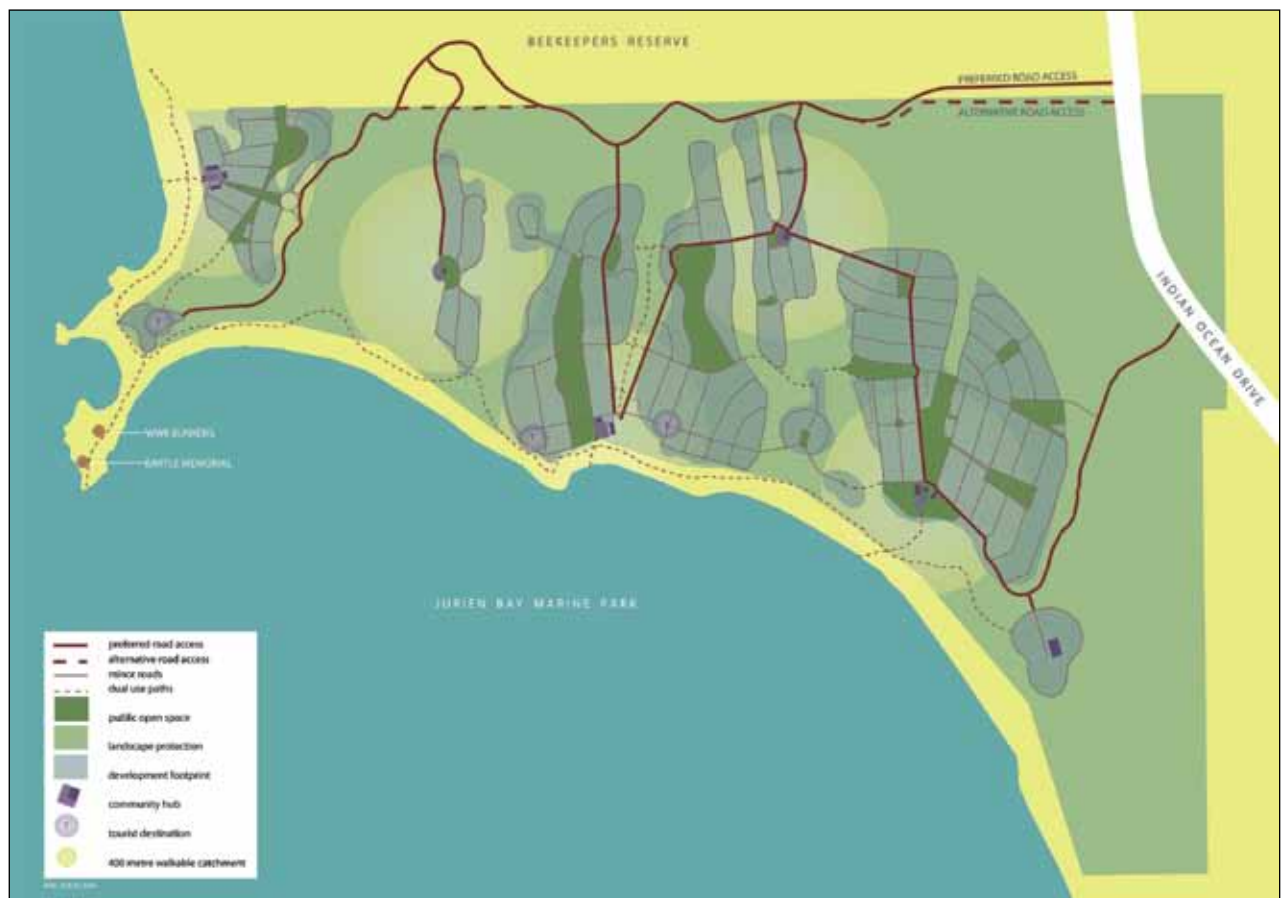 BEEKEEPERS RESERVE
PREFERRED ROAD ACCESS
ALTERNATIVE ROAD ACCESS
INDIAN OCEAN DRIVE
WWII BUNKERS
MEMORIAL
JURIEN BAY MARINE PARK
preferred road access
alternative road access
minor roads
dual use paths
public open space
landscape protection
development footprint
community hub
tourist destination
400 metre walkable catchment